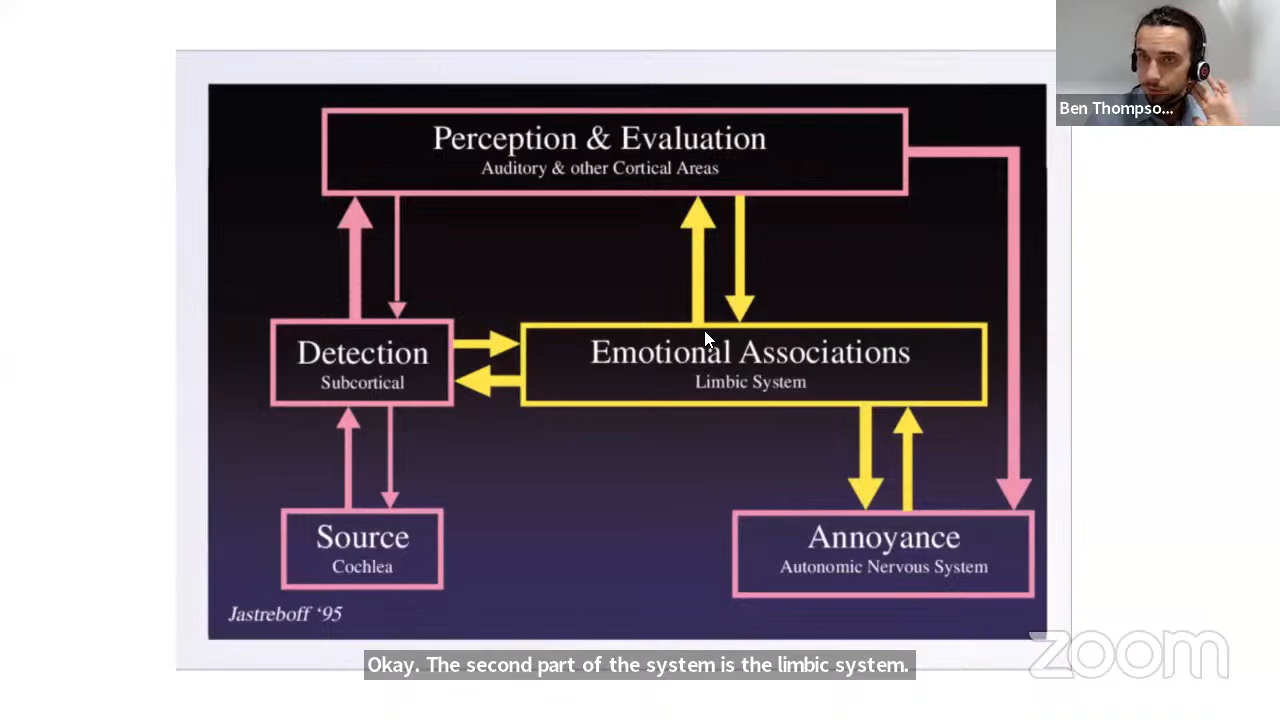 Ben Thompso...
Perception & Evaluation
Auditory & other Cortical Areas
Detection
Subcortical
Emotional Associations
Limbic System
Source
Cochlea
Annoyance
Autonomic Nervous System
Jastreboff ‘95
zoom
Okay. The second part of the system is the limbic system.